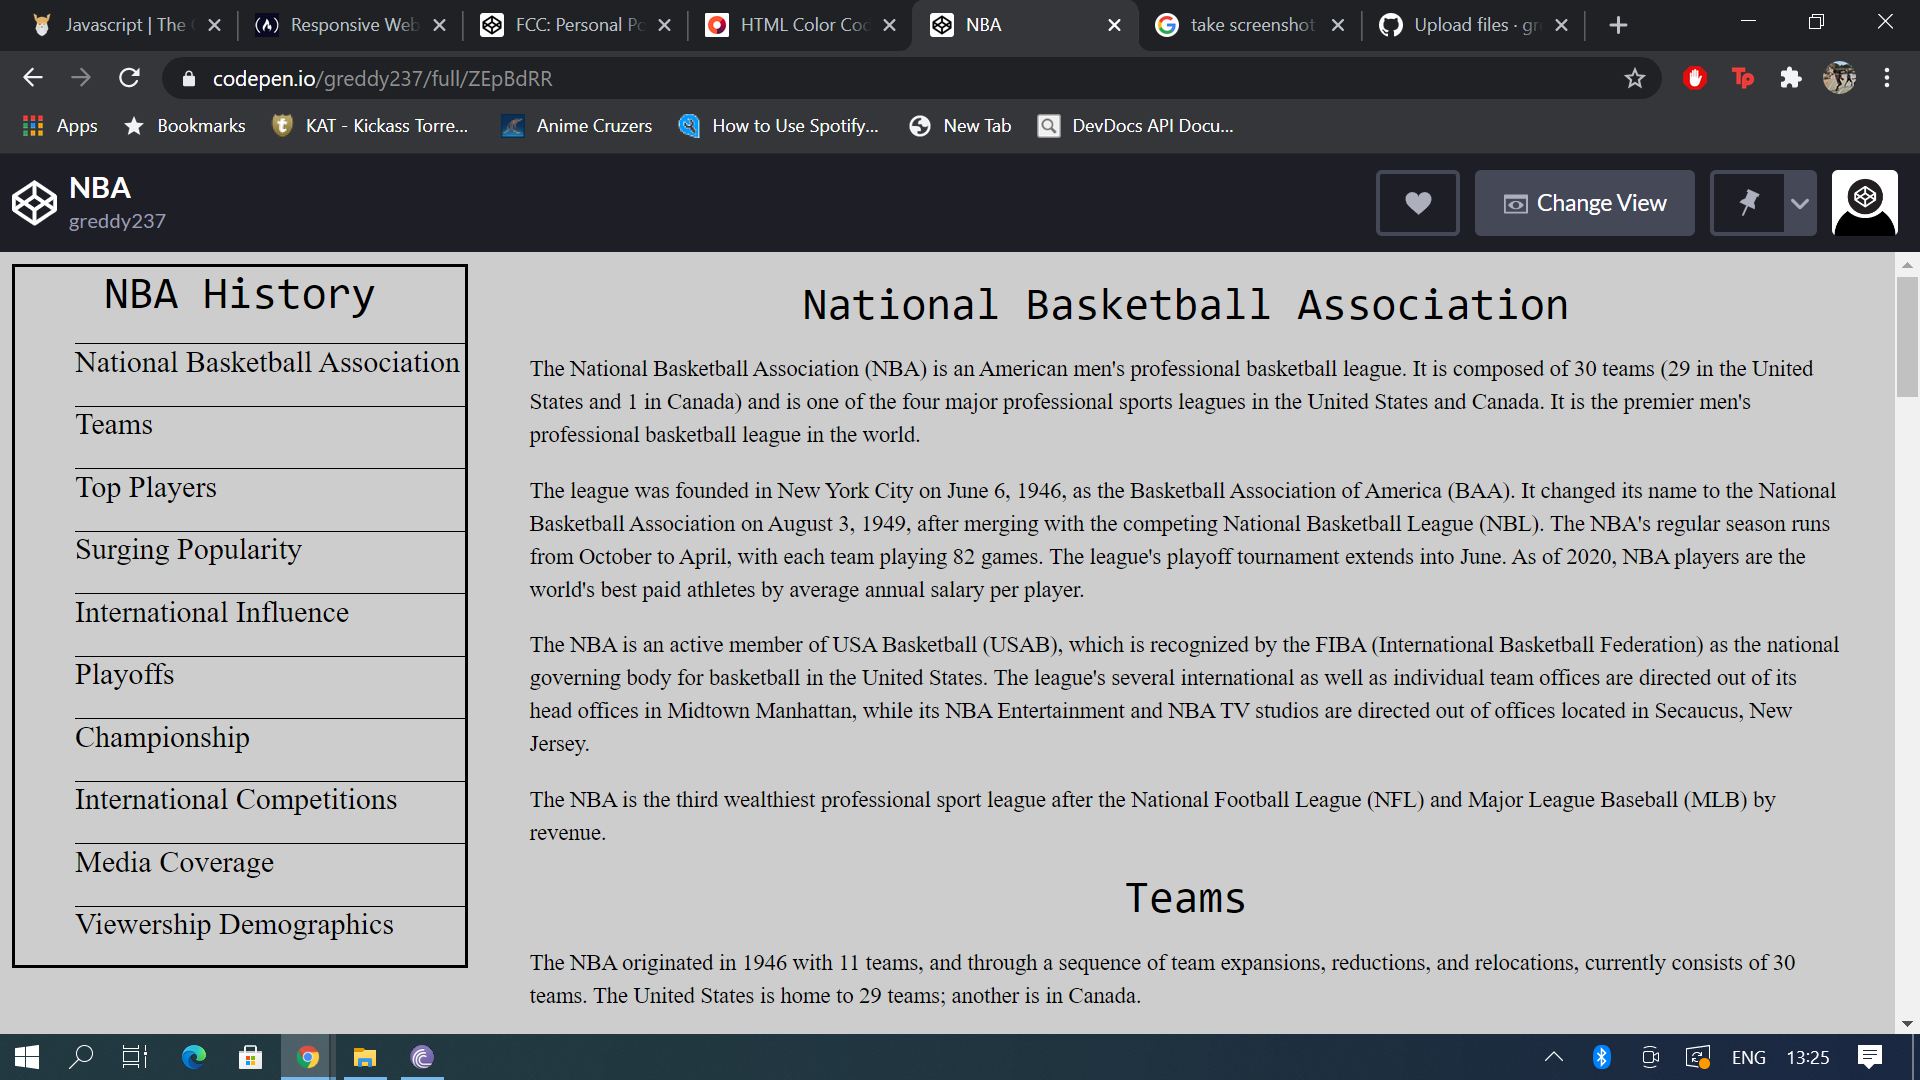 Javascript | The
Responsive Web
FCC: Personal Po
HTML Color Coc
NBA
take screenshot
Upload files · gr
codepen.io/greddy237/full/ZEpBdRR
Apps
Bookmarks
KAT - Kickass Torre...
Anime Cruzers
How to Use Spotify...
New Tab
DevDocs API Docu...
NBA
greddy237
Change View
NBA History
National Basketball Association
Teams
Top Players
Surging Popularity
International Influence
Playoffs
Championship
International Competitions
Media Coverage
Viewership Demographics
National Basketball Association
The National Basketball Association (NBA) is an American men's professional basketball league. It is composed of 30 teams (29 in the United
States and 1 in Canada) and is one of the four major professional sports leagues in the United States and Canada. It is the premier men's
professional basketball league in the world.
The league was founded in New York City on June 6, 1946, as the Basketball Association of America (BAA). It changed its name to the National
Basketball Association on August 3, 1949, after merging with the competing National Basketball League (NBL). The NBA's regular season runs
from October to April, with each team playing 82 games. The league's playoff tournament extends into June. As of 2020, NBA players are the
world's best paid athletes by average annual salary per player.
The NBA is an active member of USA Basketball (USAB), which is recognized by the FIBA (International Basketball Federation) as the national
governing body for basketball in the United States. The league's several international as well as individual team offices are directed out of its
head offices in Midtown Manhattan, while its NBA Entertainment and NBA TV studios are directed out of offices located in Secaucus, New
Jersey.
The NBA is the third wealthiest professional sport league after the National Football League (NFL) and Major League Baseball (MLB) by
revenue.
Teams
The NBA originated in 1946 with 11 teams, and through a sequence of team expansions, reductions, and relocations, currently consists of 30
teams. The United States is home to 29 teams; another is in Canada.
ENG
13:25